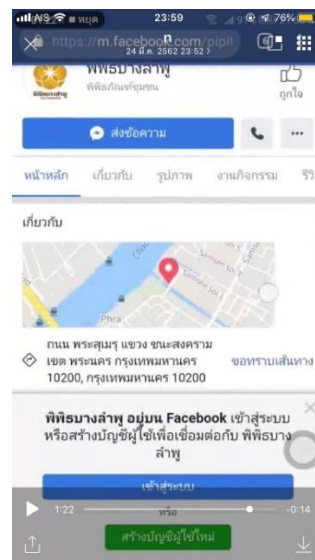 AIS หยุด 23:59 76%
https://m.facebook.com/pipit
24 มี.ค. 2562 23:52
พิพิธบางลำพู
พิพิธภัณฑ์ชุมชน
ถูกใจ
ส่งข้อความ
หน้าหลัก เกี่ยวกับ รูปภาพ งานกิจกรรม รีวิ
เกี่ยวกับ
Phra
Samsen Soi
ถนน พระสุเมรุ แขวง ชนะสงคราม
เขต พระนคร กรุงเทพมหานคร ขอทราบเส้นทาง
10200, กรุงเทพมหานคร 10200
พิพิธบางลำพู อยู่บน Facebook เข้าสู่ระบบ
หรือสร้างบัญชีผู้ใช้เพื่อเชื่อมต่อกับ พิพิธบาง
ลำพู
เข้าสู่ระบบ
1:22 หรือ -0:14
สร้างบัญชีผู้ใช้ใหม่